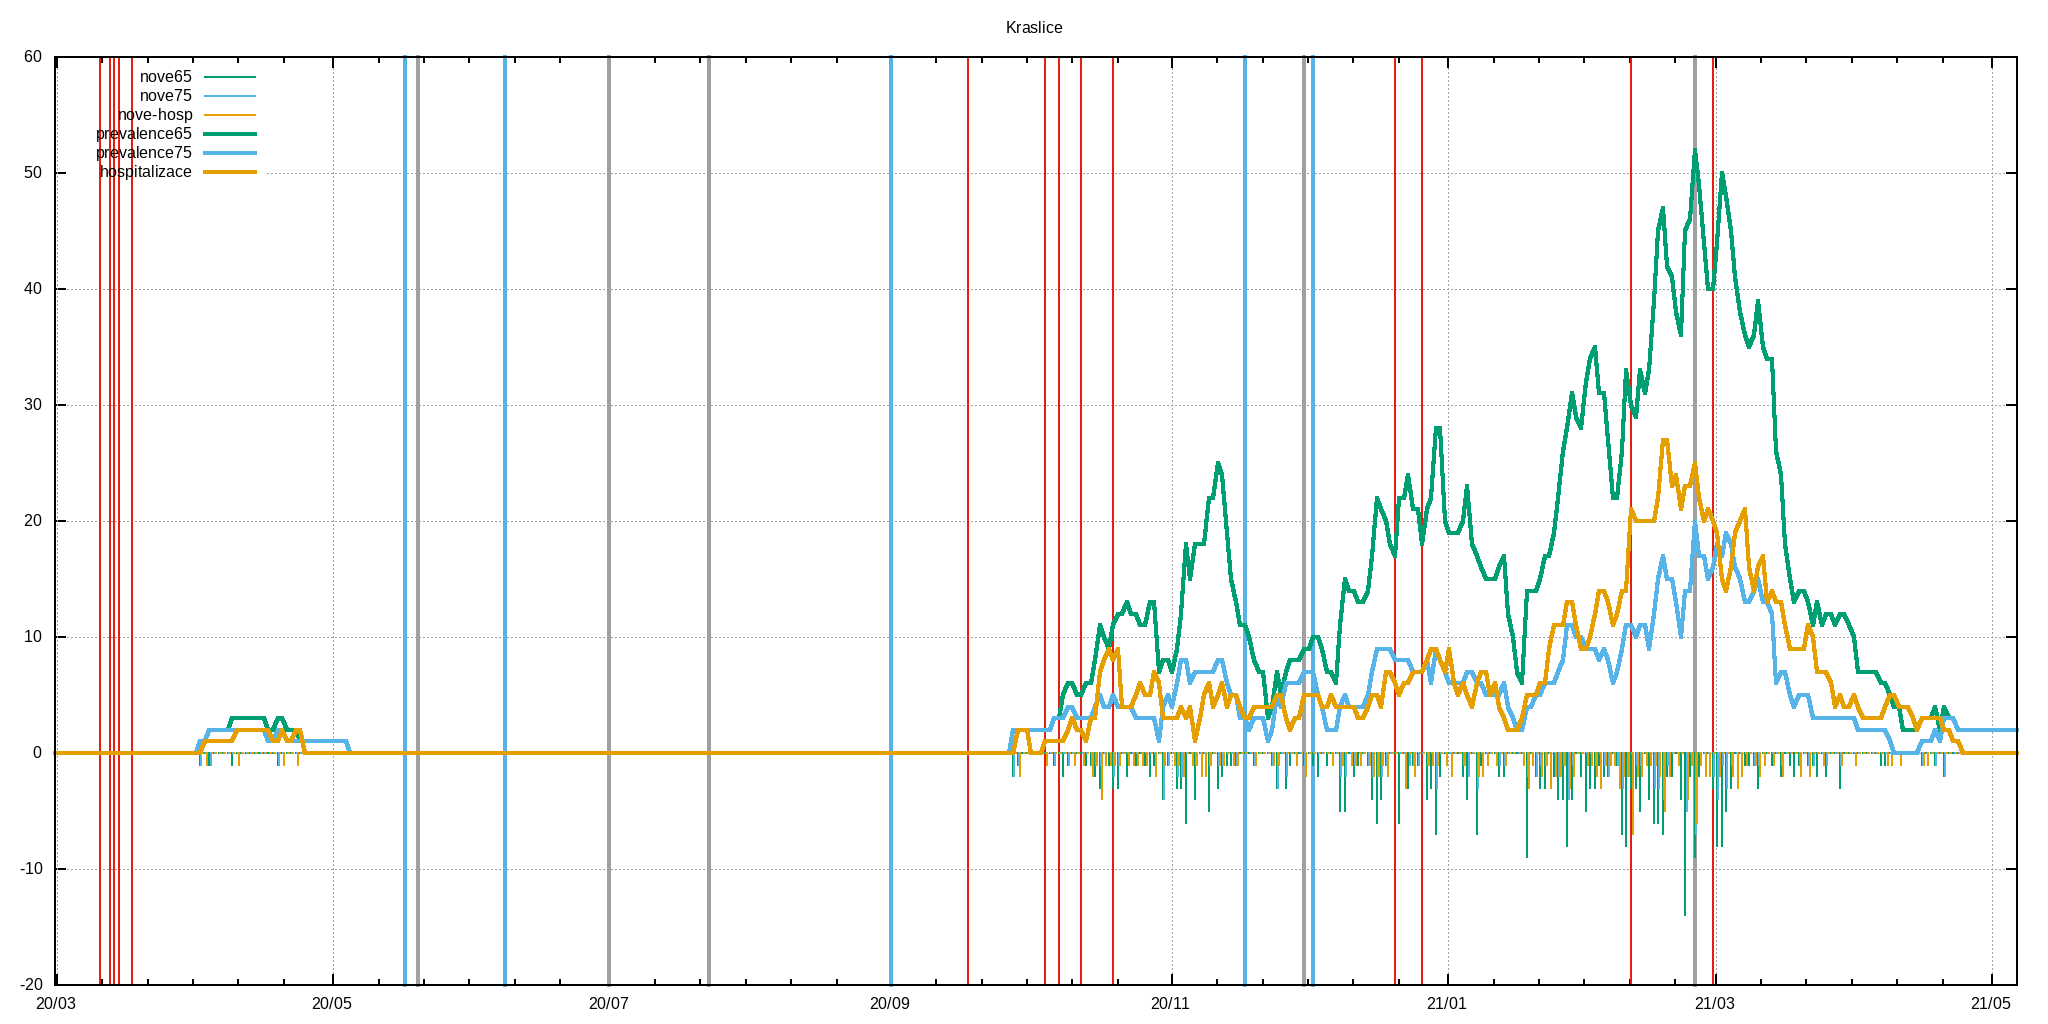 Kraslice
60
50
40
30
20
10
0
-10
-20
nove65
nove75
nove-hosp
prevalence65
prevalence75
hospitalizace
20/03 20/05 20/07 20/09 20/11 21/01 21/03 21/05